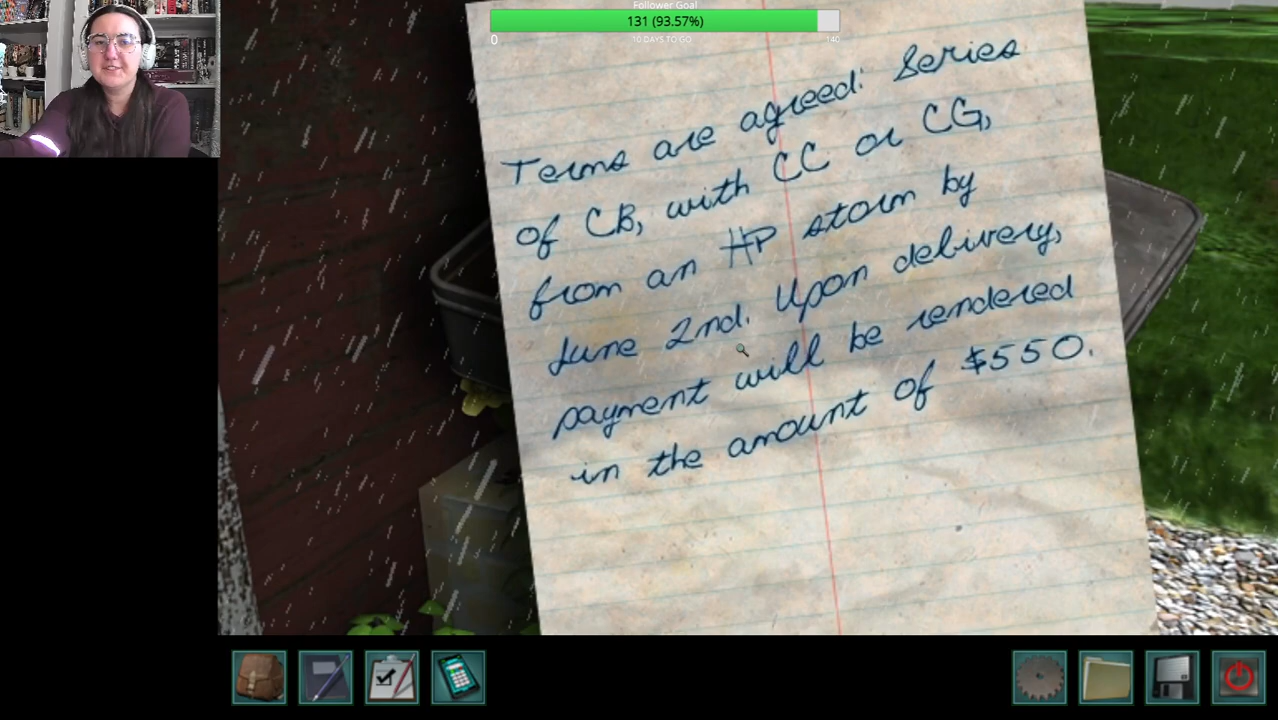 Follower Goal
131 (93.57%)
0
10 DAYS TO GO
140
Terms are agreed: Series
of CB, with CC or CG,
from an HP storm by
June 2nd. Upon delivery,
payment will be rendered
in the amount of $550.